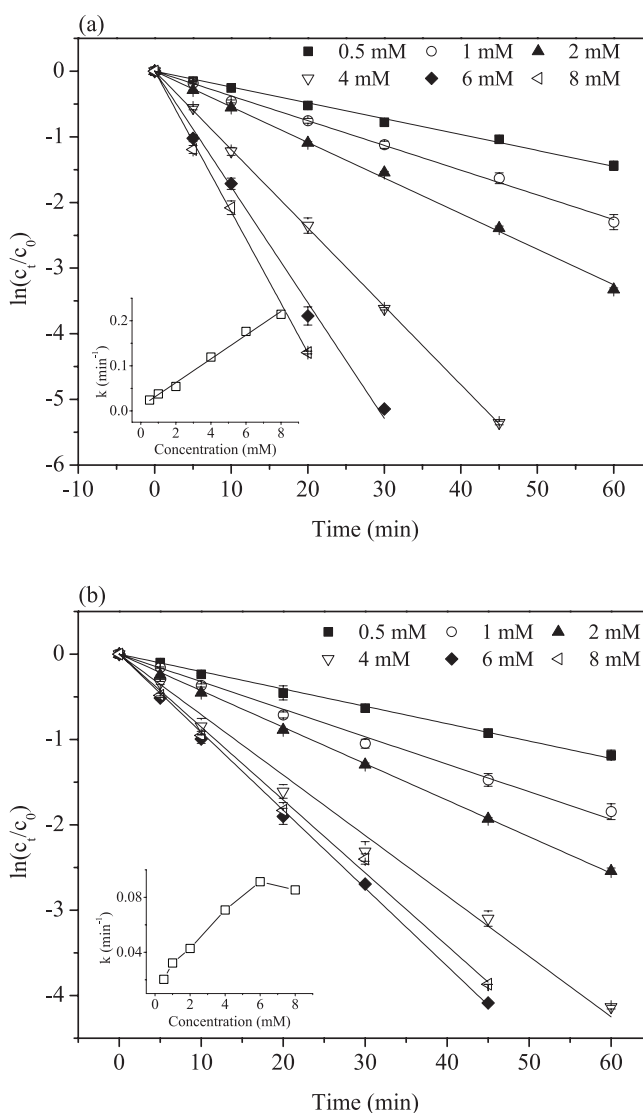 (a)
0.5 mM 1 mM 2 mM
4 mM 6 mM 8 mM
0
-1
-2
-3
-4
-5
-6
ln(c_t/c_0)
-10 0 10 20 30 40 50 60
Time (min)
0.2
0.1
0.0
k (min⁻¹)
0 2 4 6 8
Concentration (mM)
(b)
0.5 mM 1 mM 2 mM
4 mM 6 mM 8 mM
0
-1
-2
-3
-4
ln(c_t/c_0)
0 10 20 30 40 50 60
Time (min)
0.08
0.04
k (min⁻¹)
0 2 4 6 8
Concentration (mM)